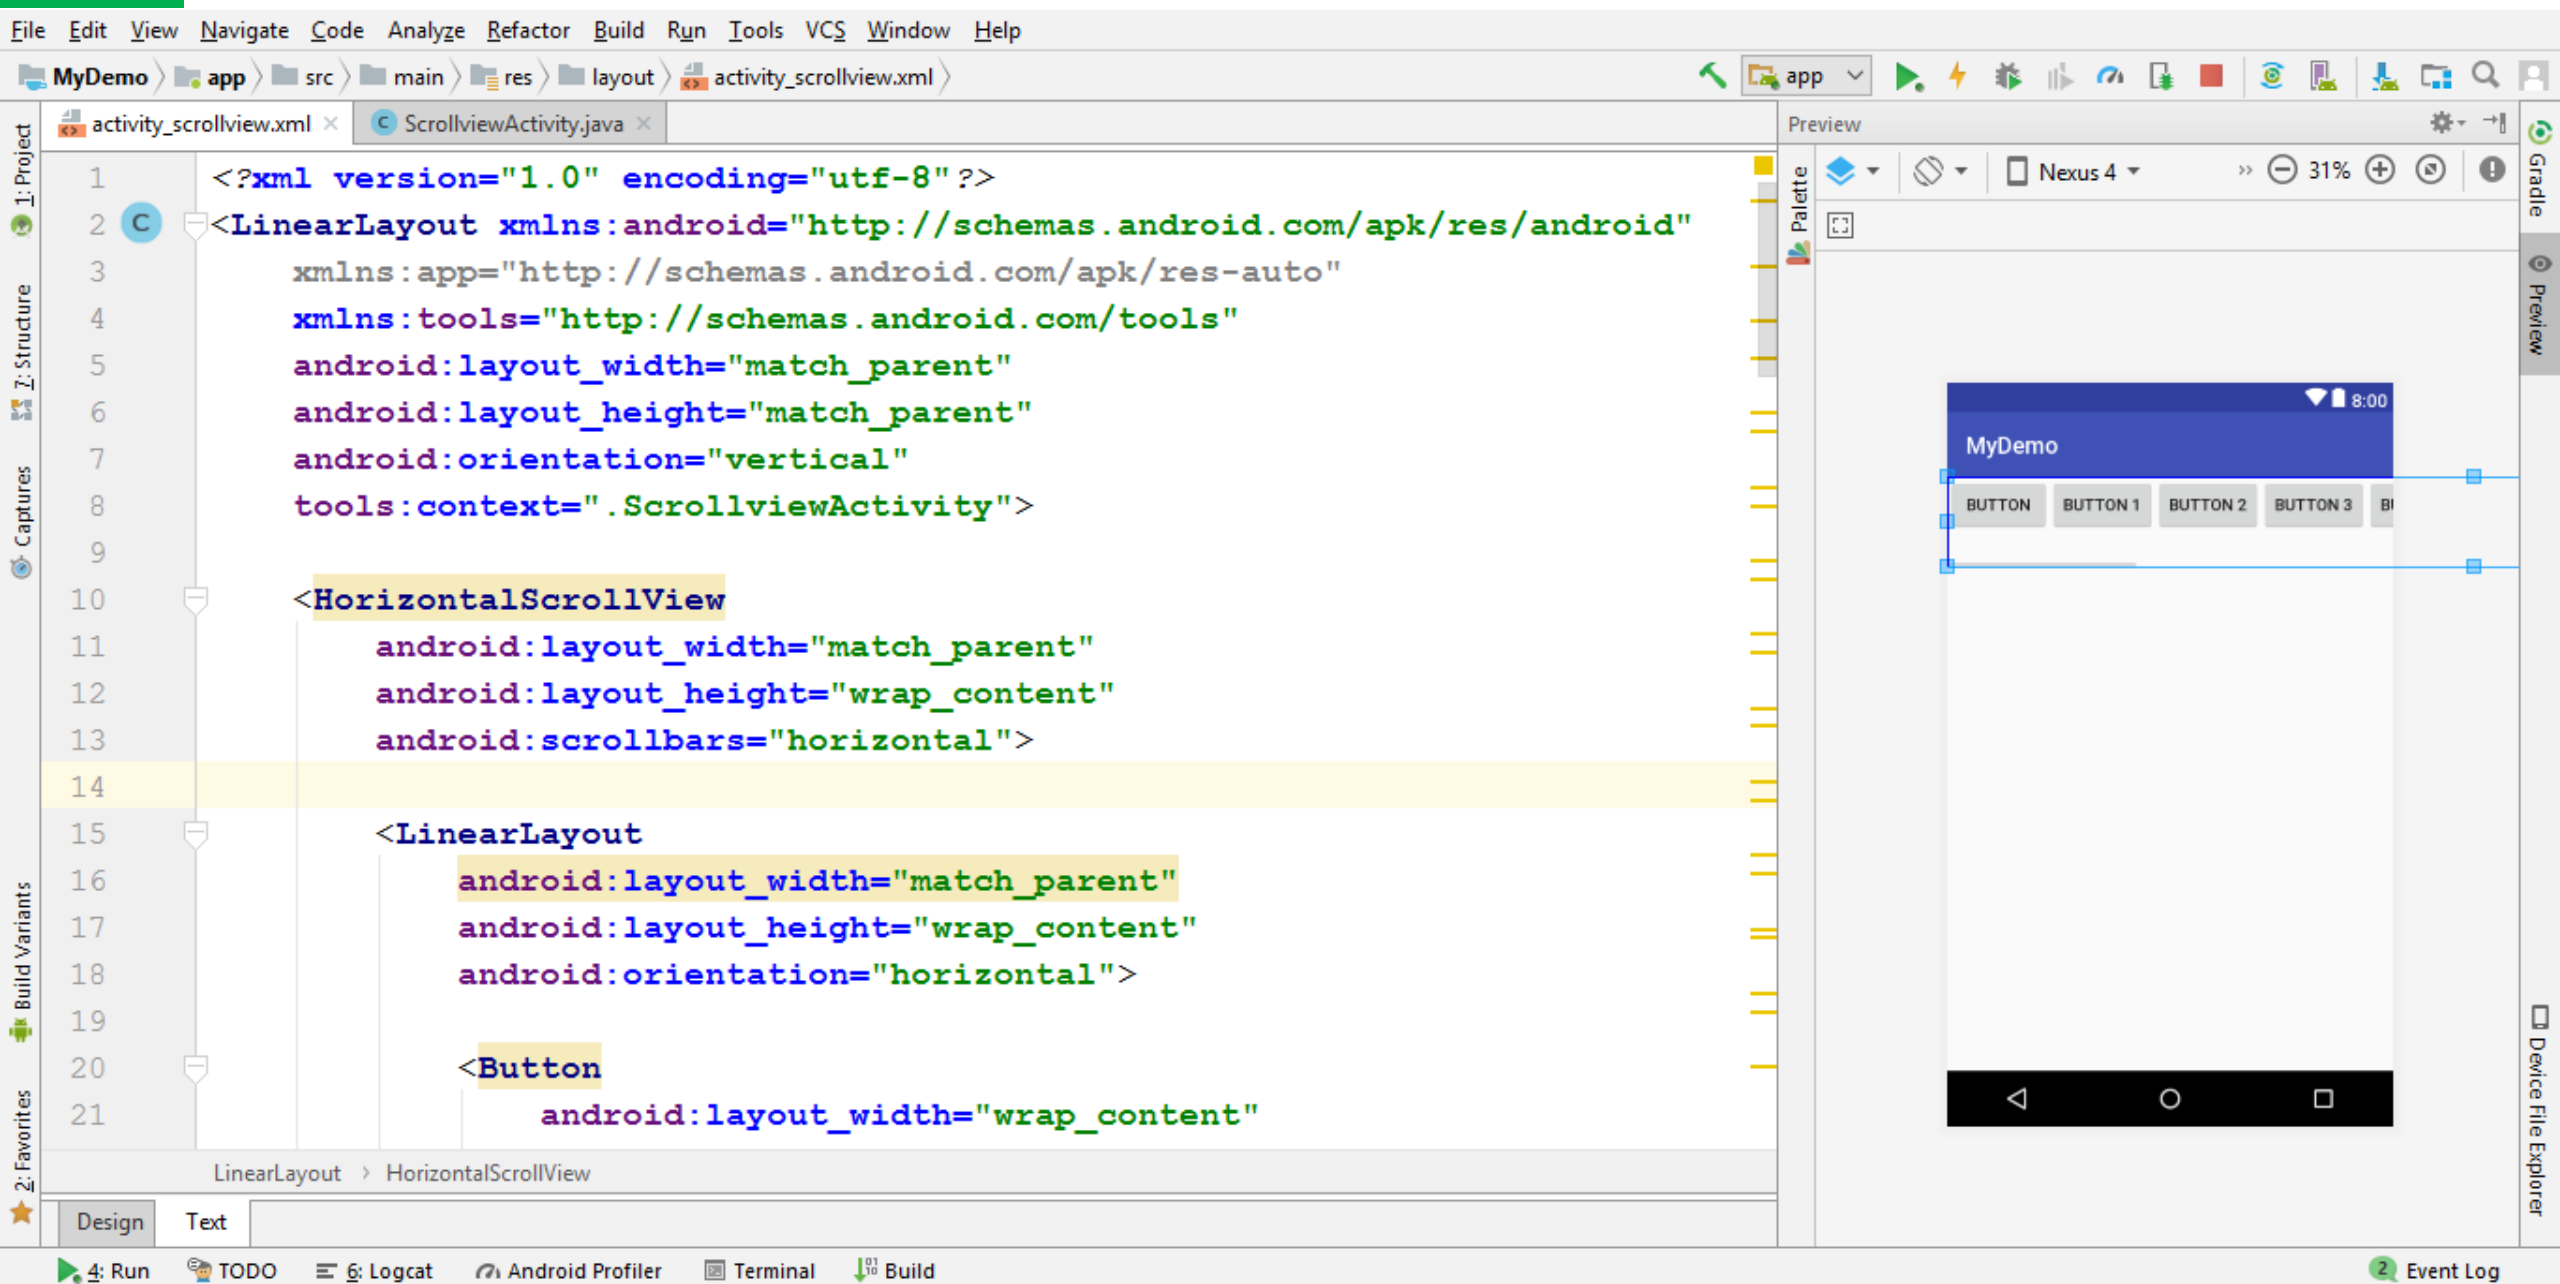 File Edit View Navigate Code Analyze Refactor Build Run Tools VCS Window Help
MyDemo app src main res layout activity_scrollview.xml app
activity_scrollview.xml ScrollviewActivity.java Preview
Nexus 4 31%
1 <?xml version="1.0" encoding="utf-8"?>
2 C <LinearLayout xmlns:android="http://schemas.android.com/apk/res/android"
3 xmlns:app="http://schemas.android.com/apk/res-auto"
4 xmlns:tools="http://schemas.android.com/tools"
5 android:layout_width="match_parent"
6 android:layout_height="match_parent"
7 android:orientation="vertical"
8 tools:context=".ScrollviewActivity">
9
10 <HorizontalScrollView
11 android:layout_width="match_parent"
12 android:layout_height="wrap_content"
13 android:scrollbars="horizontal">
14
15 <LinearLayout
16 android:layout_width="match_parent"
17 android:layout_height="wrap_content"
18 android:orientation="horizontal">
19
20 <Button
21 android:layout_width="wrap_content"
LinearLayout > HorizontalScrollView
Design Text
1: Project
7: Structure
Captures
Build Variants
2: Favorites
Palette
8:00
MyDemo
BUTTON BUTTON 1 BUTTON 2 BUTTON 3 BU
Gradle
Preview
Device File Explorer
4: Run TODO 6: Logcat Android Profiler Terminal Build 2 Event Log